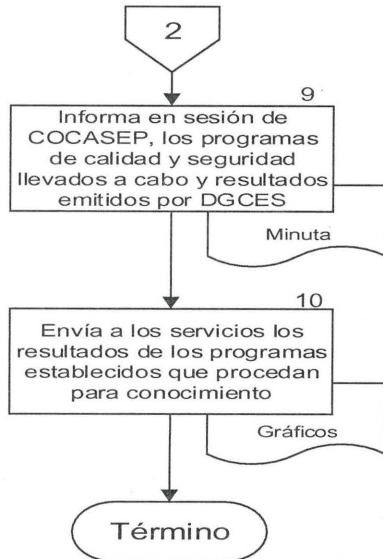 2
9
Informa en sesión de
COCASEP, los programas
de calidad y seguridad
llevados a cabo y resultados
emitidos por DGCES
Minuta
10
Envía a los servicios los
resultados de los programas
establecidos que procedan
para conocimiento
Gráficos
Término